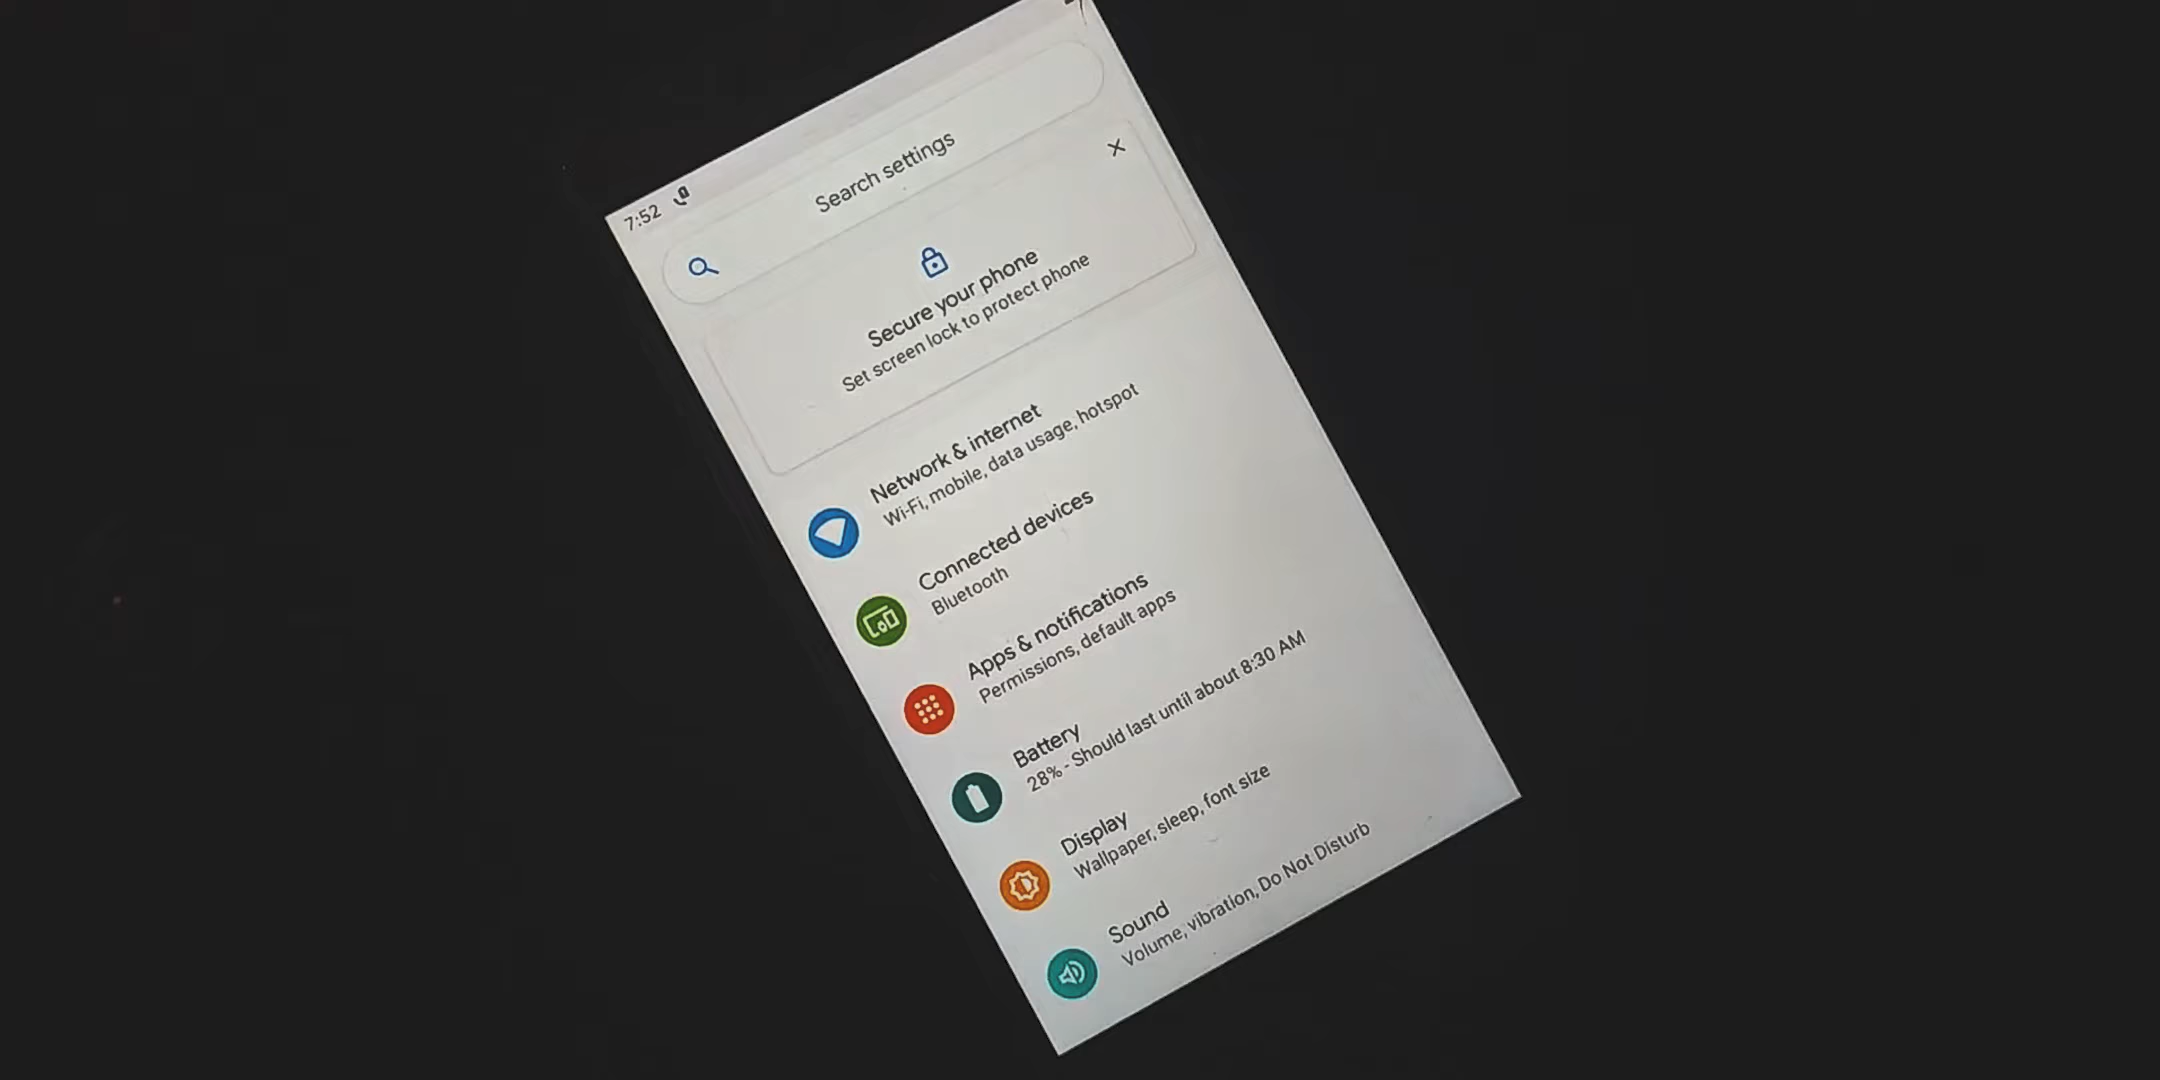 7:52
Search settings
Secure your phone
Set screen lock to protect phone
Network & internet
Wi-Fi, mobile, data usage, hotspot
Connected devices
Bluetooth
Apps & notifications
Permissions, default apps
Battery
28% - Should last until about 8:30 AM
Display
Wallpaper, sleep, font size
Sound
Volume, vibration, Do Not Disturb